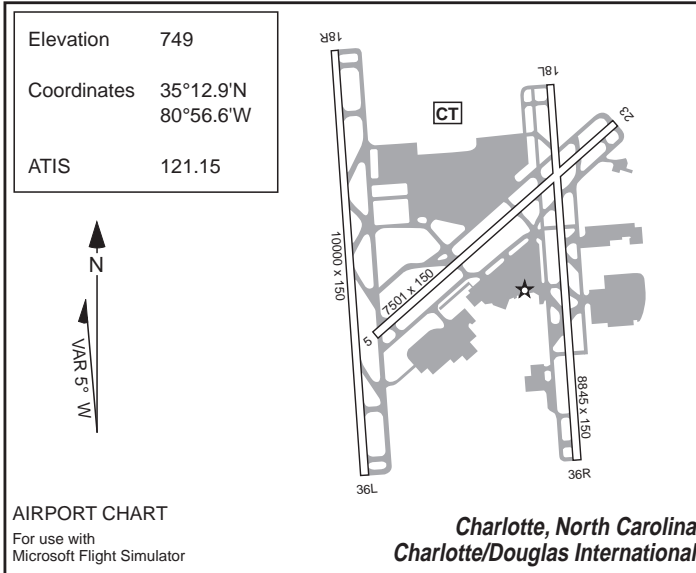 Elevation 749
Coordinates 35°12.9'N
80°56.6'W
ATIS 121.15
N
VAR 5° W
18R
18L
23
CT
10000 x 150
7501 x 150
5
8845 x 150
36L
36R
AIRPORT CHART
For use with
Microsoft Flight Simulator
Charlotte, North Carolina
Charlotte/Douglas International